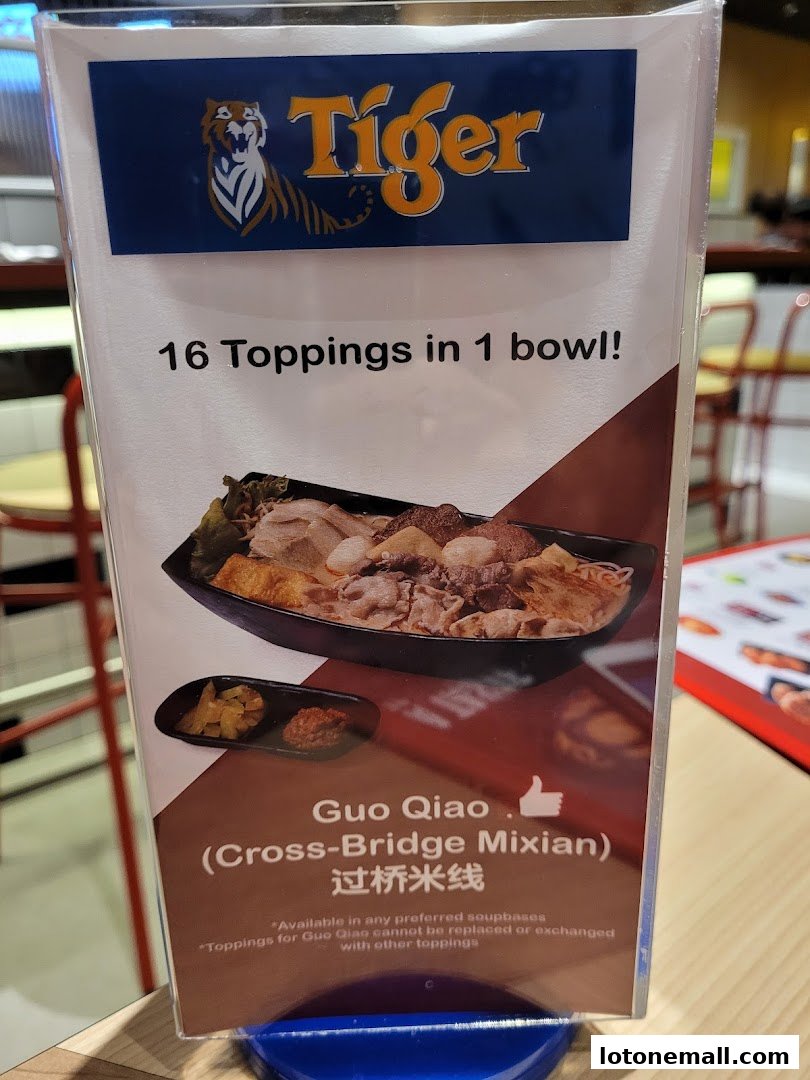 Tiger
16 Toppings in 1 bowl!
Guo Qiao
(Cross-Bridge Mixian)
过桥米线
*Available in any preferred soupbases
*Toppings for Guo Qiao cannot be replaced or exchanged
with other toppings
lotonemall.com